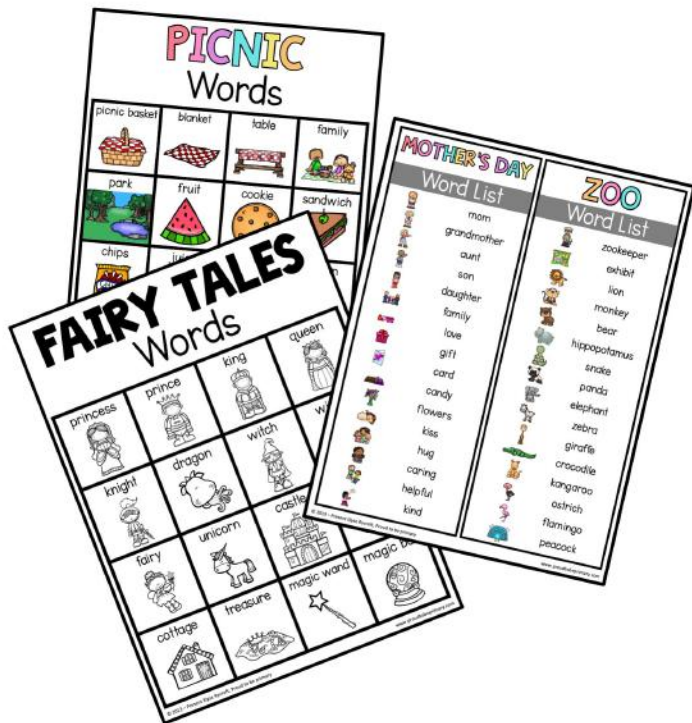 PICNIC
Words
picnic basket blanket table family
park fruit cookie sandwich
chips
FAIRY TALES
Words
princess prince king queen
knight dragon witch
fairy unicorn castle
cottage treasure magic wand magic
MOTHER'S DAY
Word List
mom
grandmother
aunt
son
daughter
family
love
gift
card
candy
flowers
kiss
hug
caring
helpful
kind
ZOO
Word List
zookeeper
exhibit
lion
monkey
bear
hippopotamus
snake
panda
elephant
zebra
giraffe
crocodile
kangaroo
ostrich
flamingo
peacock